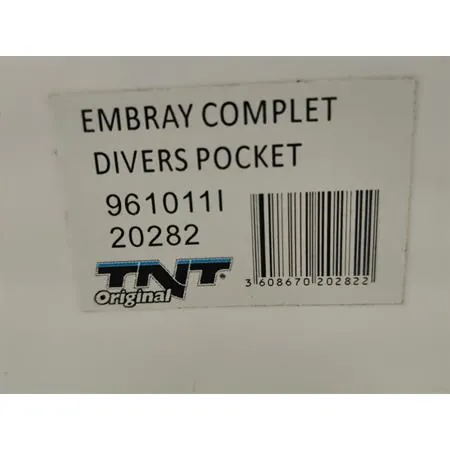 EMBRAY COMPLET
DIVERS POCKET
961011I
20282
TNT
Original
3 608670 202822